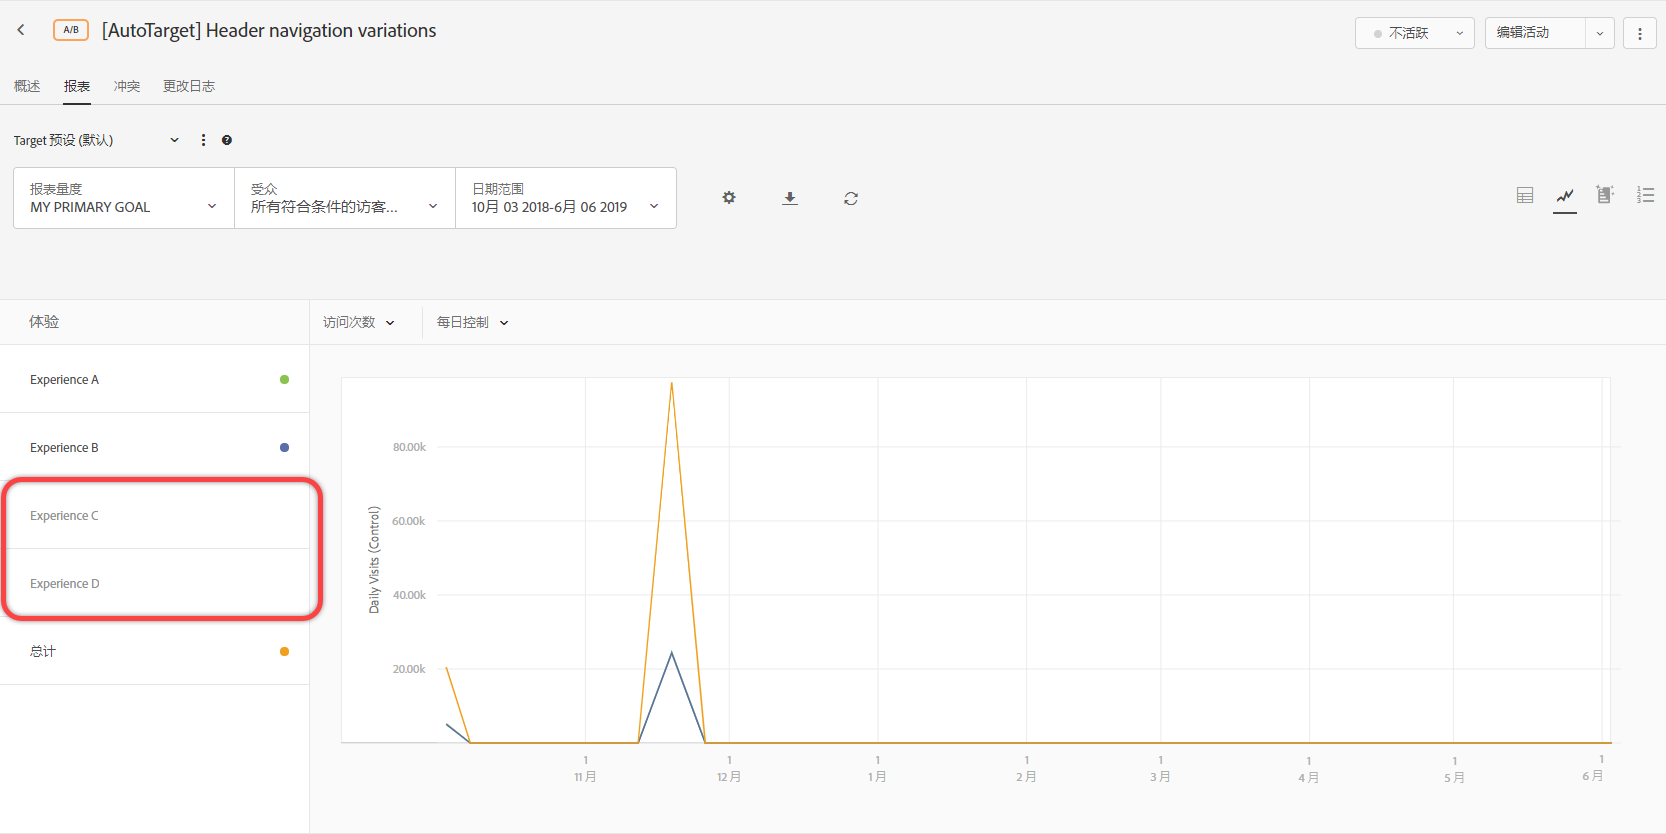 A/B [AutoTarget] Header navigation variations
不活跃
编辑活动
概述 报表 冲突 更改日志
Target 预设 (默认)
报表量度 受众 日期范围
MY PRIMARY GOAL 所有符合条件的访客... 10月 03 2018-6月 06 2019
体验 访问次数 每日控制
Experience A
Experience B
Experience C
Experience D
总计
Daily Visits (Control)
80.00k
60.00k
40.00k
20.00k
1 1 1 1 1 1 1 1
11月 12月 1月 2月 3月 4月 5月 6月